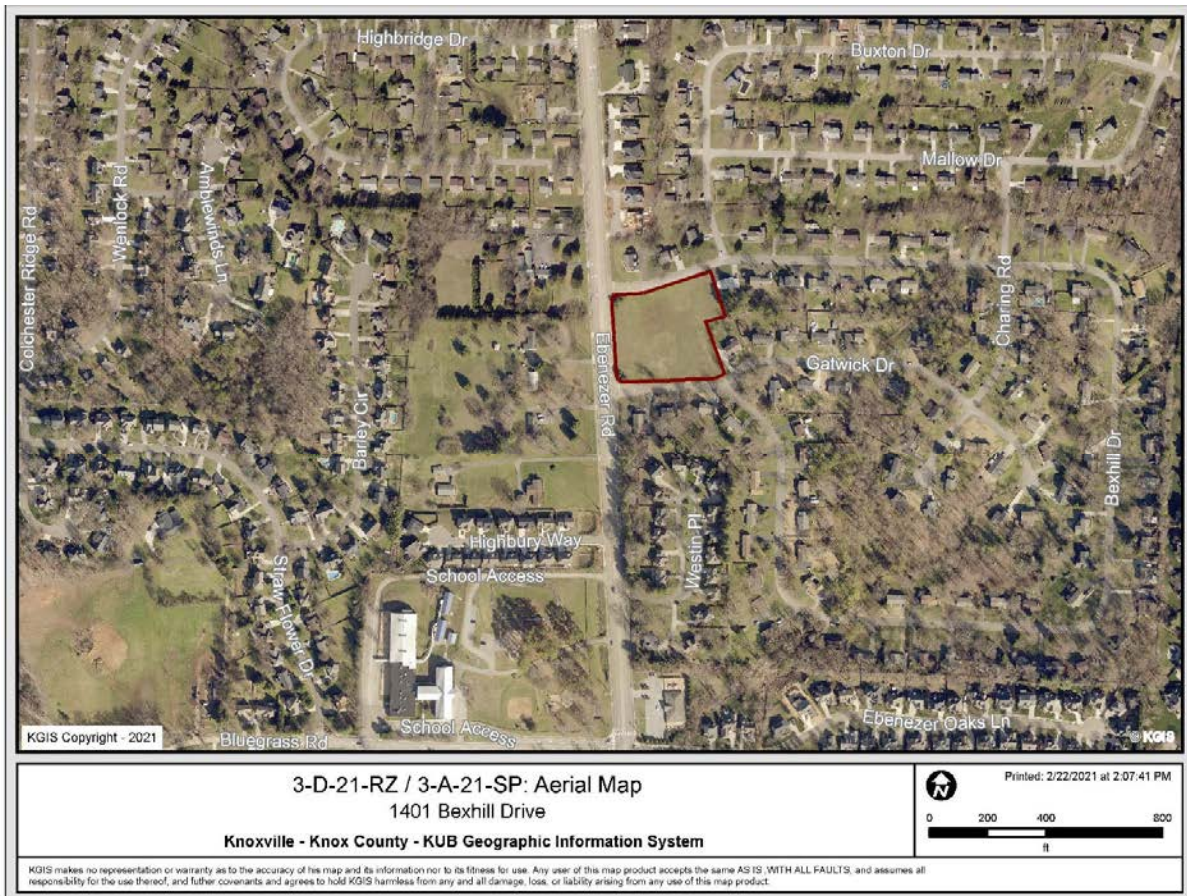 Highbridge Dr
Buxton Dr
Mallow Dr
Wenlock Rd
Amblewinds Ln
Colchester Ridge Rd
Charing Rd
Ebenezer Rd
Gatwick Dr
Barley Cir
Bexhill Dr
Highbury Way
Westin Pl
School Access
Straw Flower Dr
Ebenezer Oaks Ln
School Access
Bluegrass Rd
KGIS Copyright - 2021
© KGIS
3-D-21-RZ / 3-A-21-SP: Aerial Map
1401 Bexhill Drive
Knoxville - Knox County - KUB Geographic Information System
N
Printed: 2/22/2021 at 2:07:41 PM
0 200 400 800
ft
KGIS makes no representation or warranty as to the accuracy of his map and its information nor to its fitness for use. Any user of this map product accepts the same AS IS ,WITH ALL FAULTS, and assumes all
responsibility for the use thereof, and futher covenants and agrees to hold KGIS harmless from any and all damage, loss, or liability arising from any use of this map product.